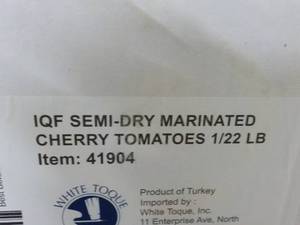 IQF SEMI-DRY MARINATED
CHERRY TOMATOES 1/22 LB
Item: 41904
WHITE TOQUE
Product of Turkey
Imported by :
White Toque, Inc.
11 Enterprise Ave, North